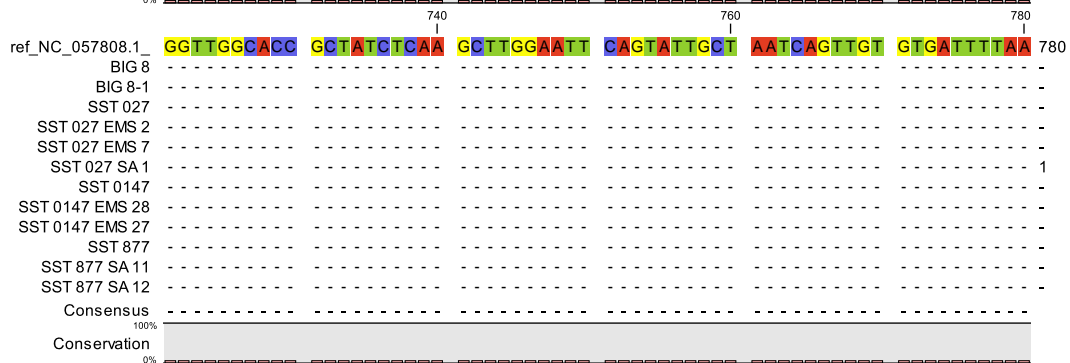 0%
740 760 780
ref_NC_057808.1_ GGTTGGCACC GCTATCTCAA GCTTGGAATT CAGTATTGCT AATCAGTTGT GTGATTTTAA 780
BIG 8 - - - - - - - - - - - - - - - - - - - - - - - - - - - - - - - - - - - - - - - - - - - - - - - - - - - - - - - - - - - - -
BIG 8-1 - - - - - - - - - - - - - - - - - - - - - - - - - - - - - - - - - - - - - - - - - - - - - - - - - - - - - - - - - - - - -
SST 027 - - - - - - - - - - - - - - - - - - - - - - - - - - - - - - - - - - - - - - - - - - - - - - - - - - - - - - - - - - - - -
SST 027 EMS 2 - - - - - - - - - - - - - - - - - - - - - - - - - - - - - - - - - - - - - - - - - - - - - - - - - - - - - - - - - - - - -
SST 027 EMS 7 - - - - - - - - - - - - - - - - - - - - - - - - - - - - - - - - - - - - - - - - - - - - - - - - - - - - - - - - - - - - -
SST 027 SA 1 - - - - - - - - - - - - - - - - - - - - - - - - - - - - - - - - - - - - - - - - - - - - - - - - - - - - - - - - - - - - 1
SST 0147 - - - - - - - - - - - - - - - - - - - - - - - - - - - - - - - - - - - - - - - - - - - - - - - - - - - - - - - - - - - - -
SST 0147 EMS 28 - - - - - - - - - - - - - - - - - - - - - - - - - - - - - - - - - - - - - - - - - - - - - - - - - - - - - - - - - - - - -
SST 0147 EMS 27 - - - - - - - - - - - - - - - - - - - - - - - - - - - - - - - - - - - - - - - - - - - - - - - - - - - - - - - - - - - - -
SST 877 - - - - - - - - - - - - - - - - - - - - - - - - - - - - - - - - - - - - - - - - - - - - - - - - - - - - - - - - - - - - -
SST 877 SA 11 - - - - - - - - - - - - - - - - - - - - - - - - - - - - - - - - - - - - - - - - - - - - - - - - - - - - - - - - - - - - -
SST 877 SA 12 - - - - - - - - - - - - - - - - - - - - - - - - - - - - - - - - - - - - - - - - - - - - - - - - - - - - - - - - - - - - -
Consensus - - - - - - - - - - - - - - - - - - - - - - - - - - - - - - - - - - - - - - - - - - - - - - - - - - - - - - - - - - - -
100%
Conservation
0%